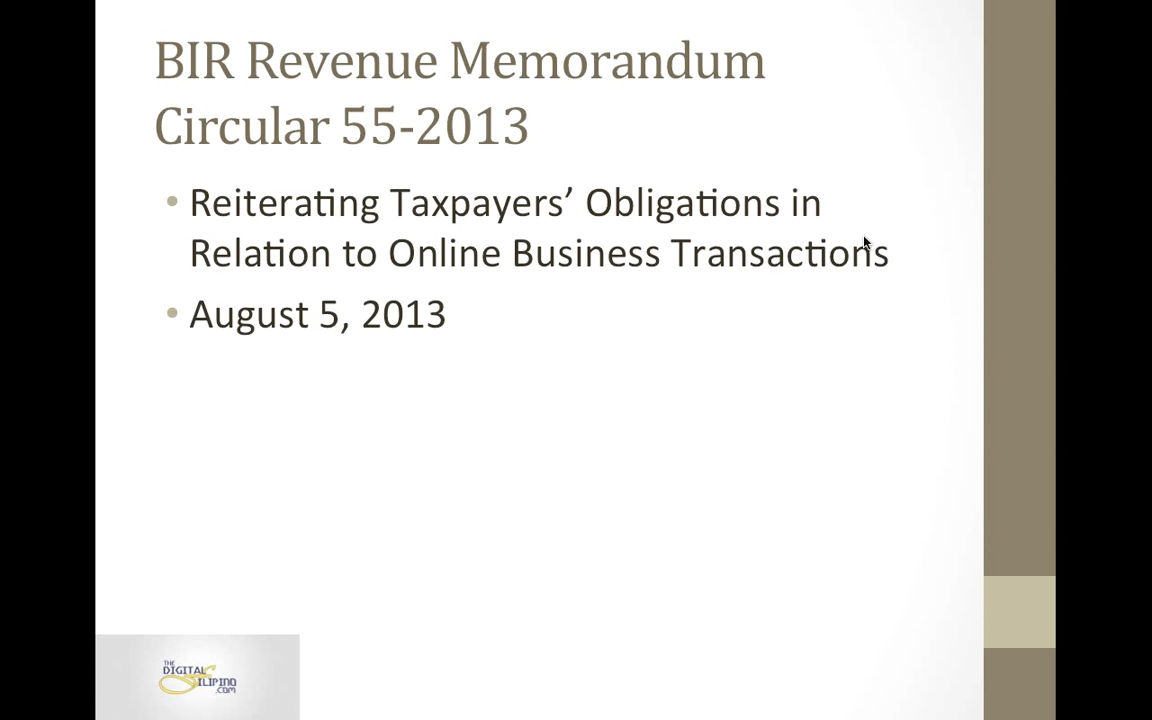 BIR Revenue Memorandum
Circular 55-2013
• Reiterating Taxpayers’ Obligations in
Relation to Online Business Transactions
• August 5, 2013
THE
DIGITAL
FILIPINO
.COM